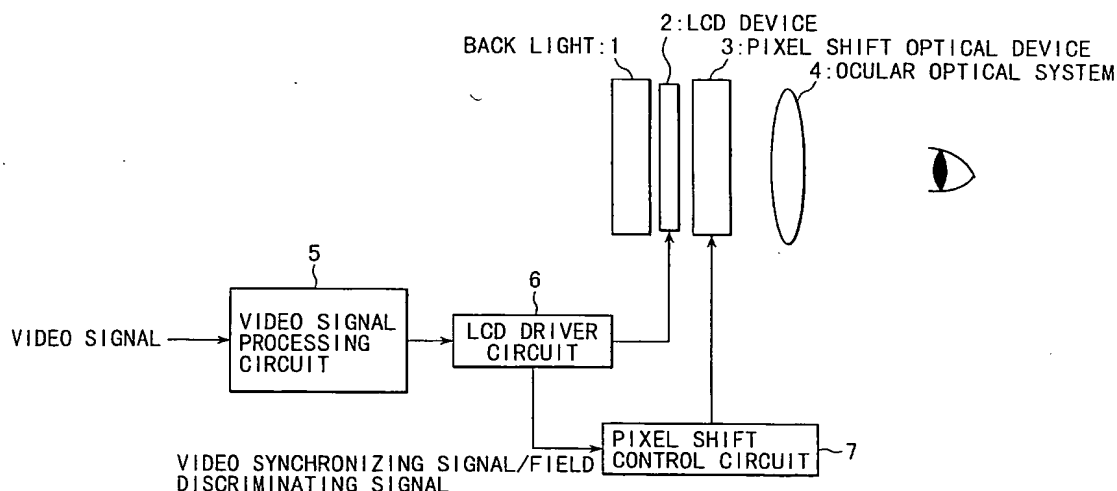 2:LCD DEVICE
BACK LIGHT:1
3:PIXEL SHIFT OPTICAL DEVICE
4:OCULAR OPTICAL SYSTEM
5
VIDEO SIGNAL
VIDEO SIGNAL
PROCESSING
CIRCUIT
6
LCD DRIVER
CIRCUIT
PIXEL SHIFT
CONTROL CIRCUIT
7
VIDEO SYNCHRONIZING SIGNAL/FIELD
DISCRIMINATING SIGNAL